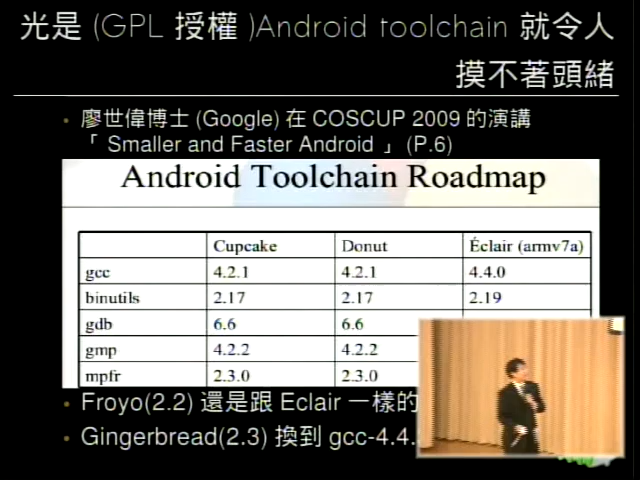 光是 (GPL 授權 )Android toolchain 就令人
摸不著頭緒
廖世偉博士 (Google) 在 COSCUP 2009 的演講
「 Smaller and Faster Android 」 (P.6)
Android Toolchain Roadmap
Cupcake Donut Éclair (armv7a)
gcc 4.2.1 4.2.1 4.4.0
binutils 2.17 2.17 2.19
gdb 6.6 6.6
gmp 4.2.2 4.2.2
mpfr 2.3.0 2.3.0
Froyo(2.2) 還是跟 Eclair 一樣的
Gingerbread(2.3) 換到 gcc-4.4.